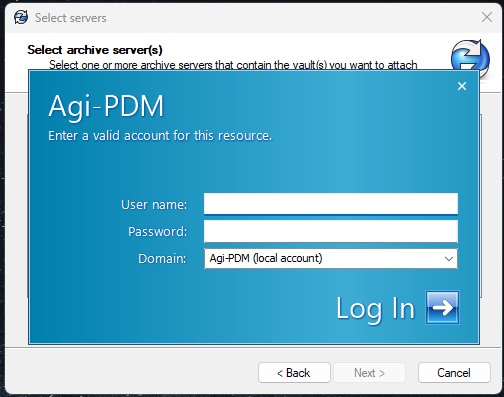 Select servers
Select archive server(s)
Select one or more archive servers that contain the vault(s) you want to attach
Agi-PDM
Enter a valid account for this resource.
User name:
Password:
Domain: Agi-PDM (local account)
Log In
< Back Next > Cancel